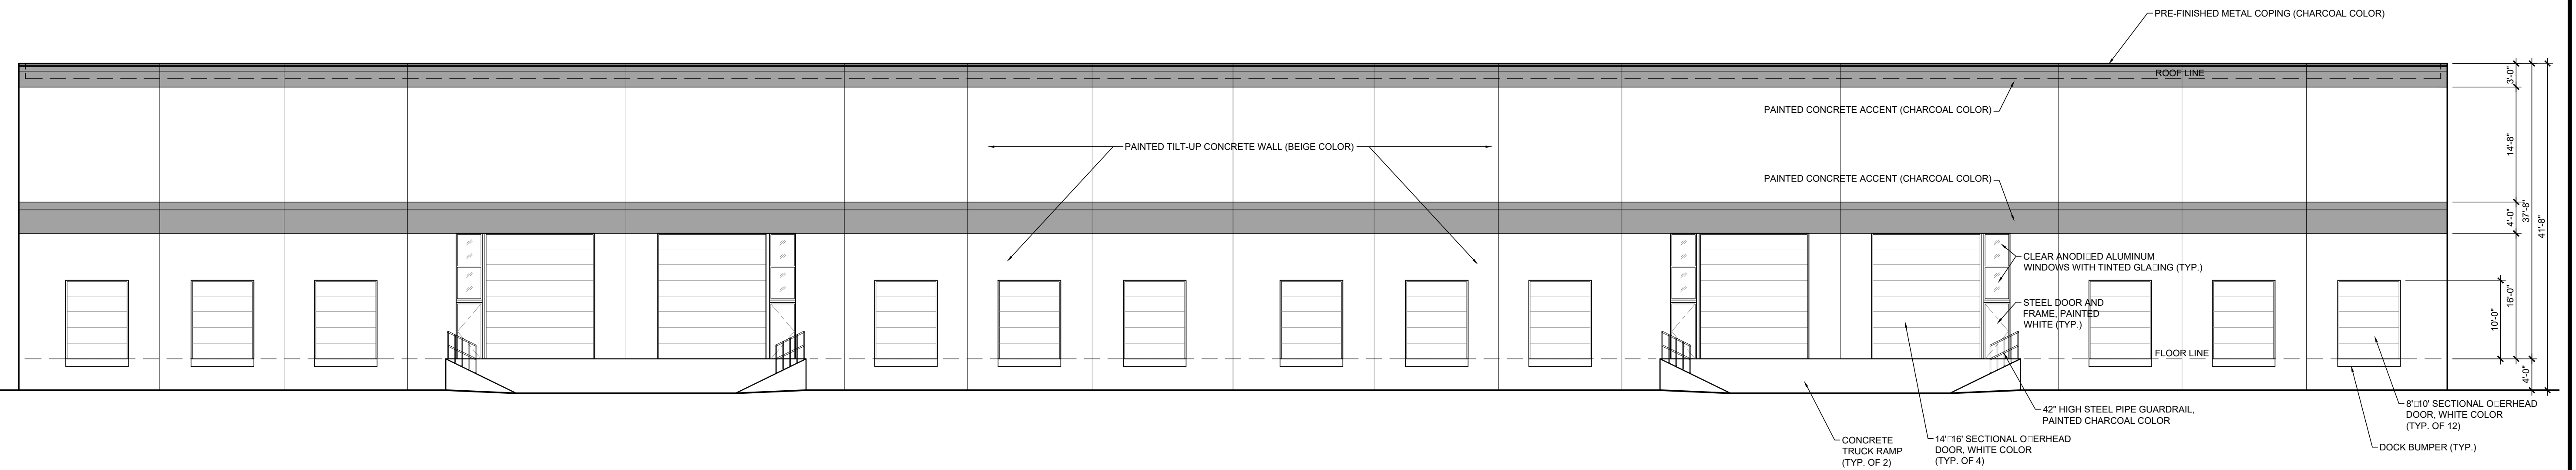 PRE-FINISHED METAL COPING (CHARCOAL COLOR)
ROOF LINE
3'-0"
PAINTED CONCRETE ACCENT (CHARCOAL COLOR)
PAINTED TILT-UP CONCRETE WALL (BEIGE COLOR)
14'-8"
PAINTED CONCRETE ACCENT (CHARCOAL COLOR)
4'-0"
37'-8"
41'-8"
CLEAR ANODI□ED ALUMINUM
WINDOWS WITH TINTED GLA□ING (TYP.)
STEEL DOOR AND
FRAME, PAINTED
WHITE (TYP.)
16'-0"
10'-0"
FLOOR LINE
4'-0"
42" HIGH STEEL PIPE GUARDRAIL,
PAINTED CHARCOAL COLOR
8'□10' SECTIONAL O□ERHEAD
DOOR, WHITE COLOR
(TYP. OF 12)
CONCRETE
TRUCK RAMP
(TYP. OF 2)
14'□16' SECTIONAL O□ERHEAD
DOOR, WHITE COLOR
(TYP. OF 4)
DOCK BUMPER (TYP.)